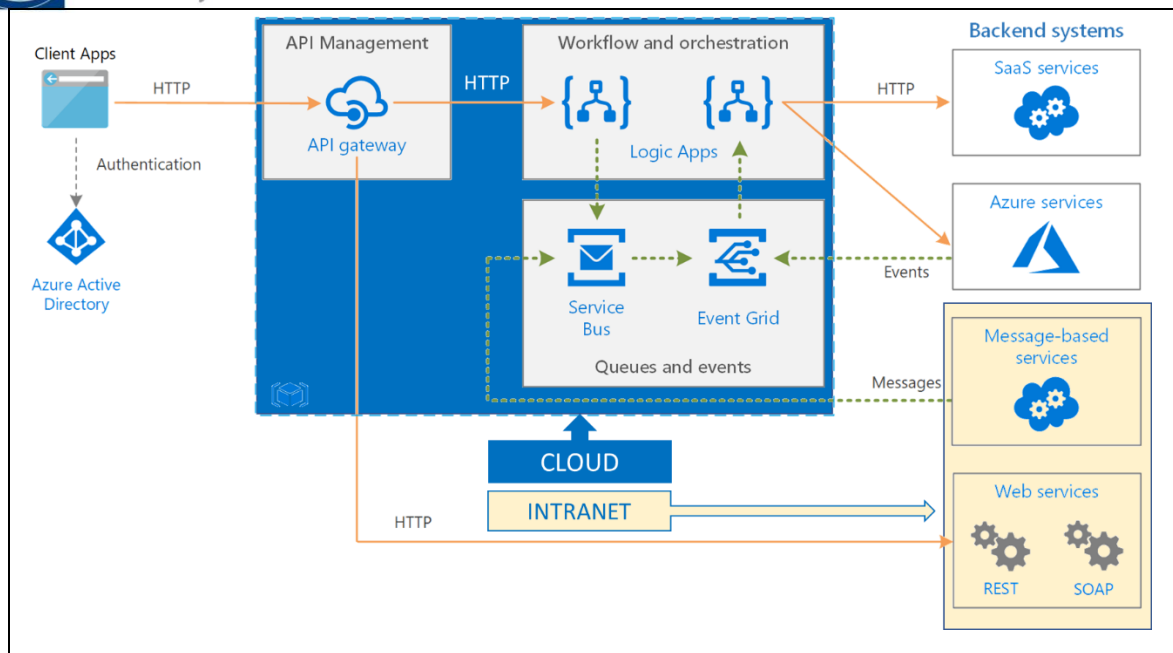 Client Apps
HTTP
Authentication
Azure Active
Directory
API Management
API gateway
HTTP
Workflow and orchestration
Logic Apps
Service
Bus
Event Grid
Queues and events
Backend systems
HTTP
SaaS services
Azure services
Events
Message-based
services
Messages
CLOUD
INTRANET
HTTP
Web services
REST
SOAP